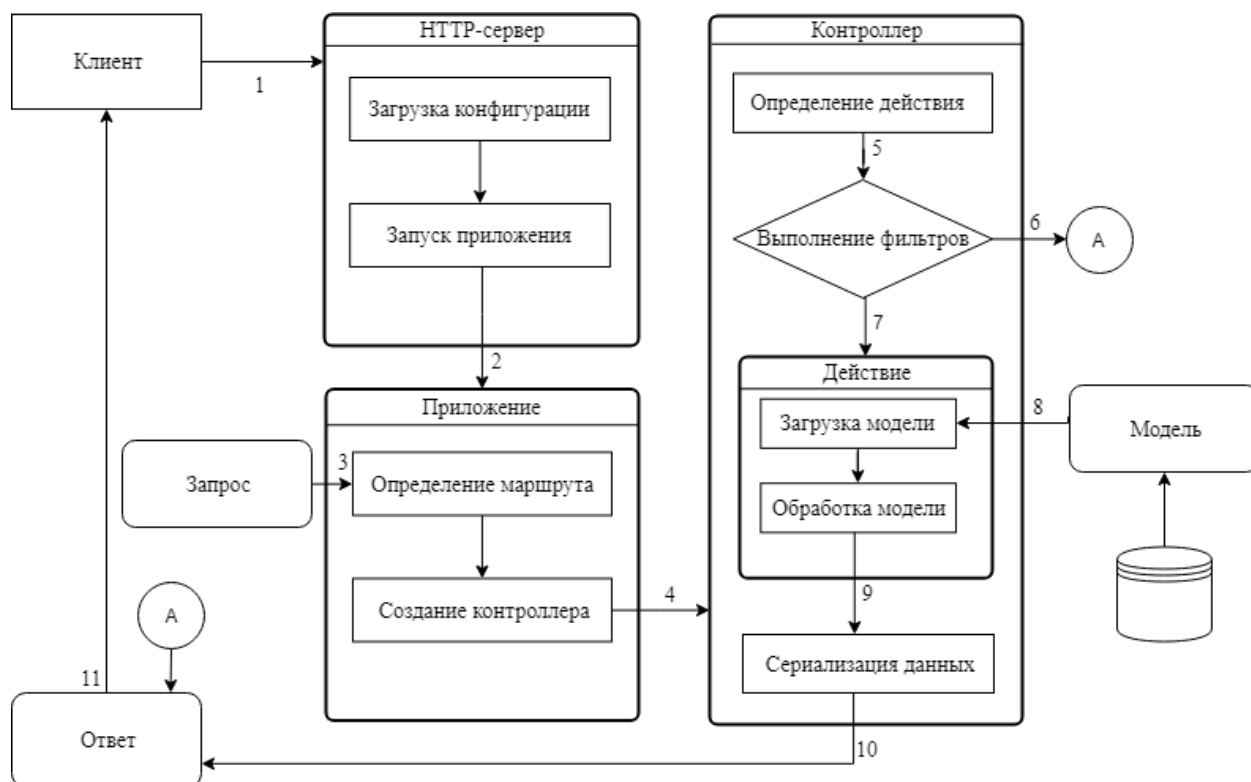 Клиент
1
HTTP-сервер
Загрузка конфигурации
Запуск приложения
2
Приложение
Запрос
3
Определение маршрута
Создание контроллера
4
Контроллер
Определение действия
5
Выполнение фильтров
6
A
7
Действие
Загрузка модели
8
Модель
Обработка модели
9
Сериализация данных
10
A
Ответ
11